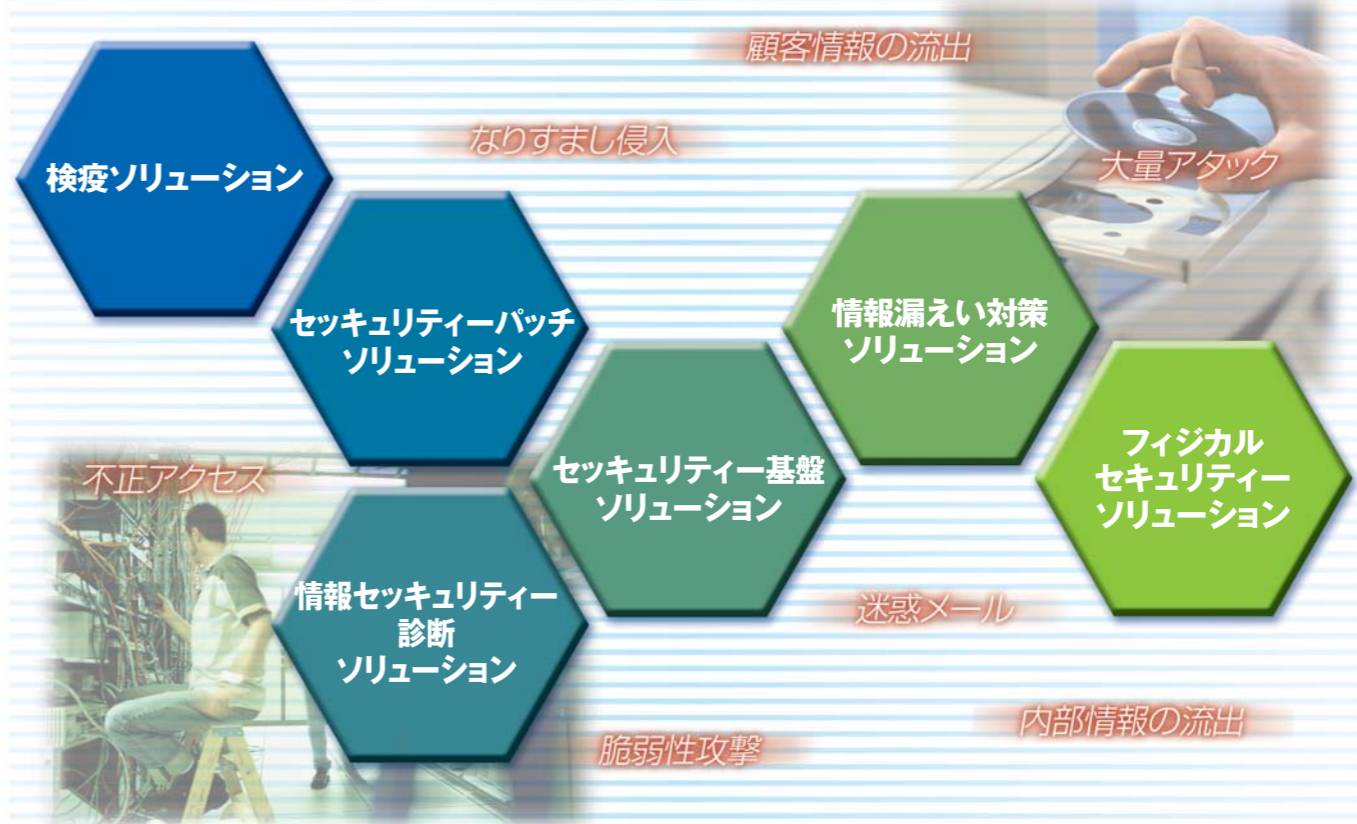 顧客情報の流出
なりすまし侵入
大量アタック
検疫ソリューション
セッキュリティーパッチ
ソリューション
情報漏えい対策
ソリューション
フィジカル
セキュリティー
ソリューション
セッキュリティー基盤
ソリューション
不正アクセス
情報セッキュリティー
診断
ソリューション
迷惑メール
内部情報の流出
脆弱性攻撃